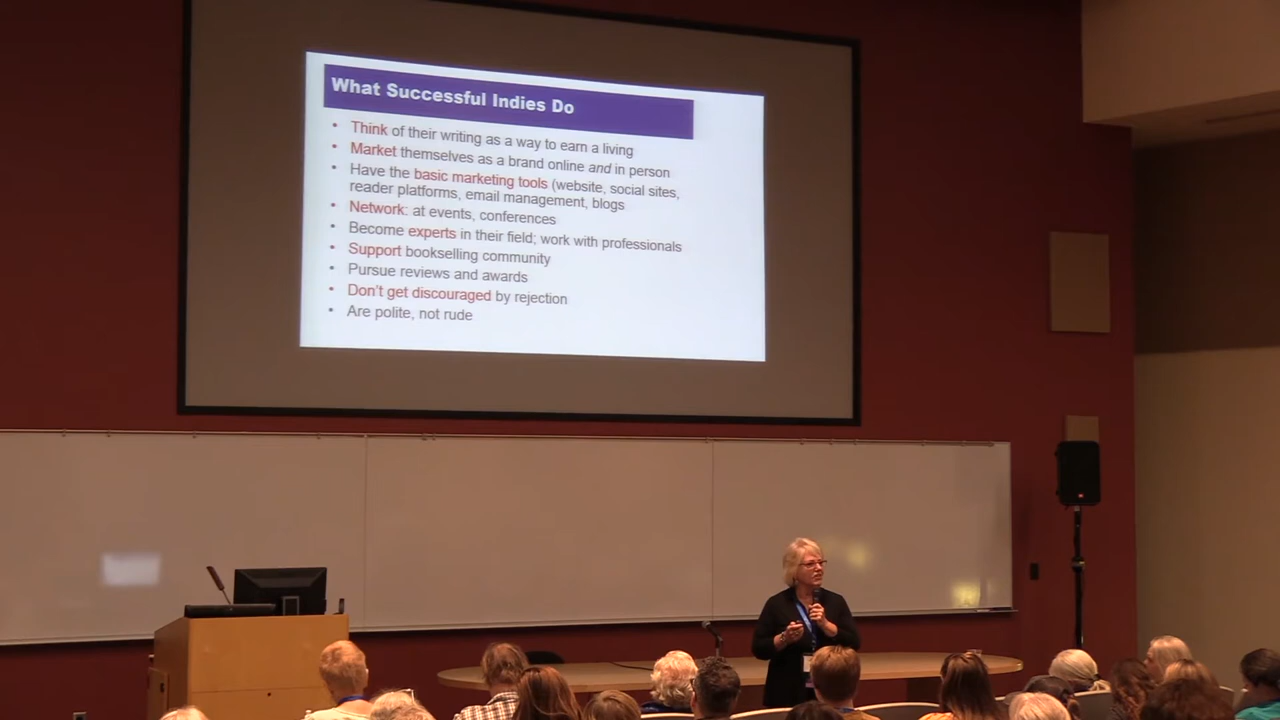 What Successful Indies Do
• Think of their writing as a way to earn a living
• Market themselves as a brand online and in person
• Have the basic marketing tools (website, social sites,
reader platforms, email management, blogs
• Network: at events, conferences
• Become experts in their field; work with professionals
• Support bookselling community
• Pursue reviews and awards
• Don't get discouraged by rejection
• Are polite, not rude